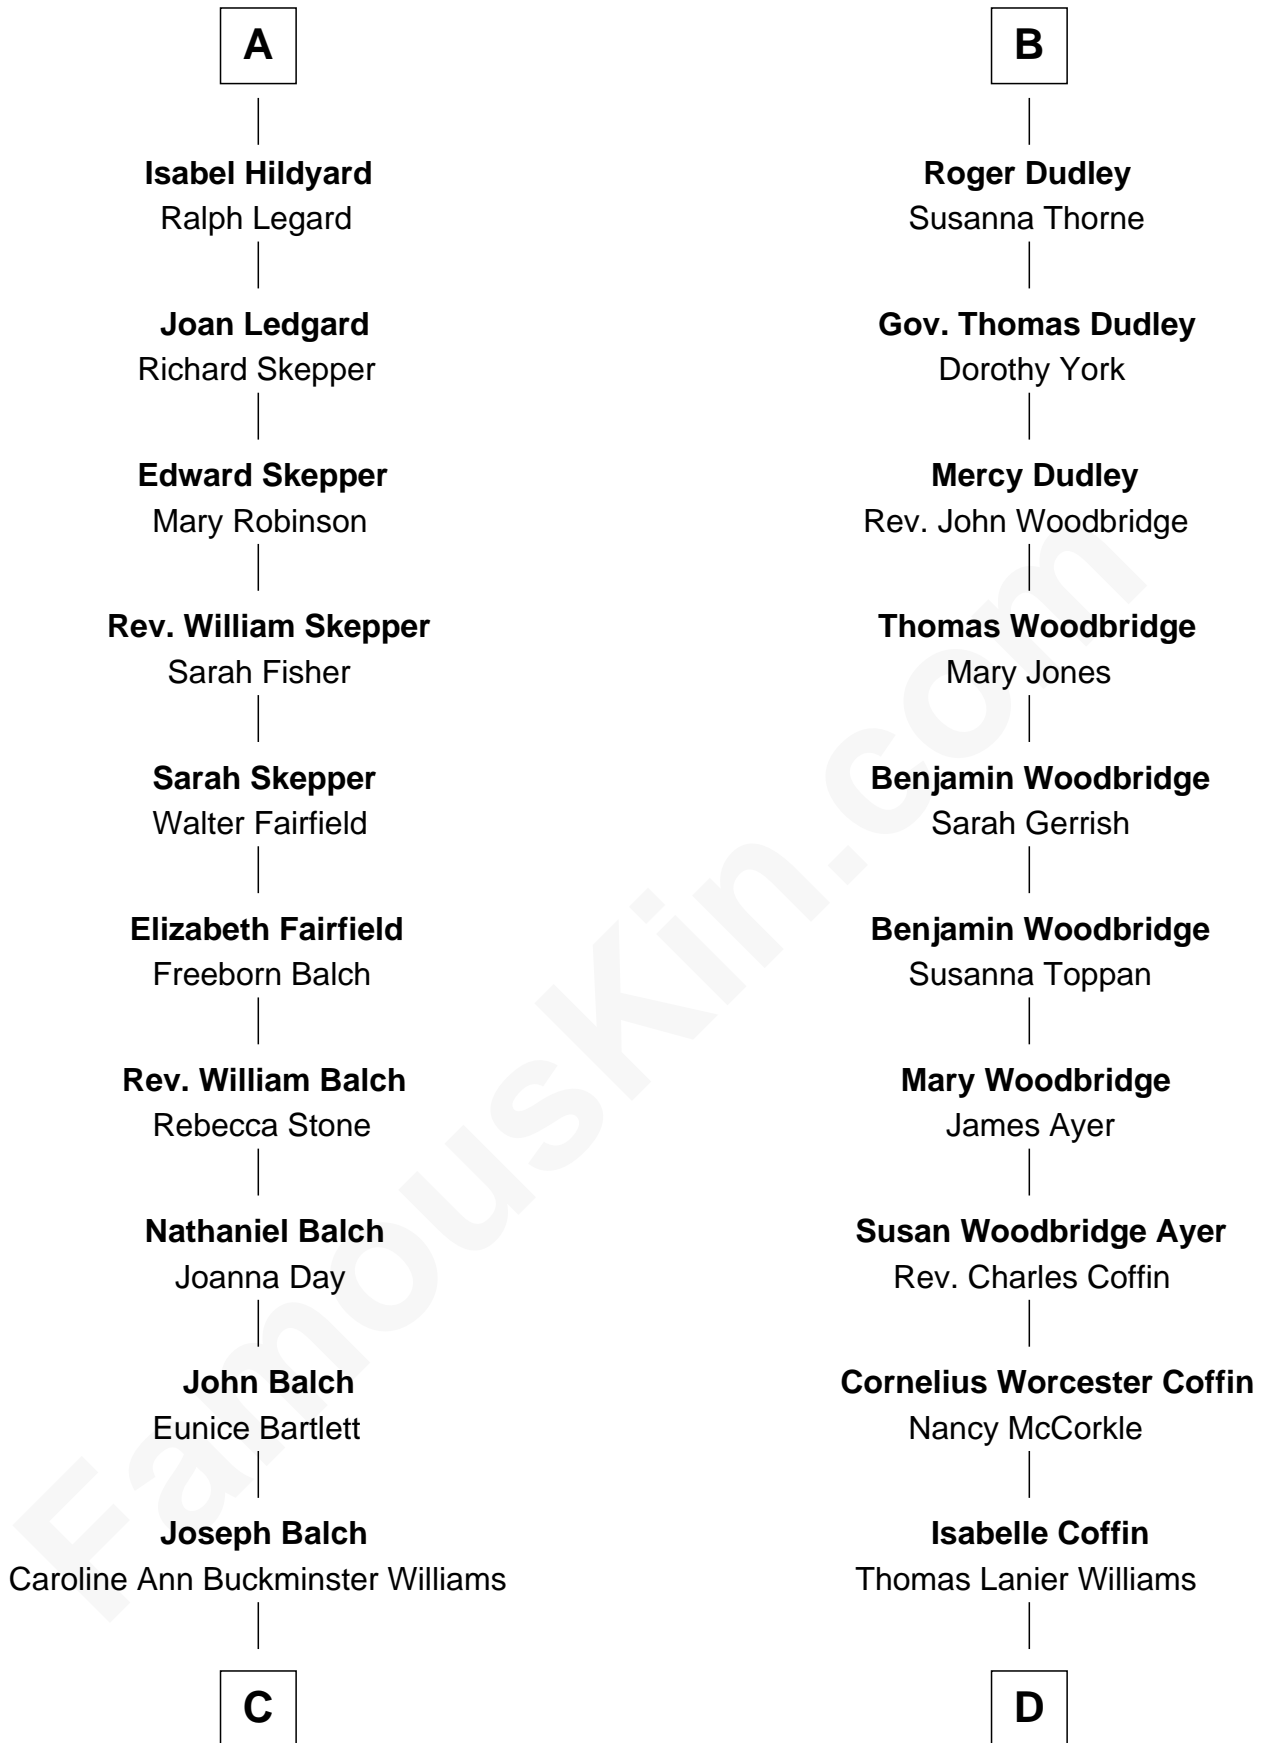 A
Isabel Hildyard
Ralph Legard
Joan Ledgard
Richard Skepper
Edward Skepper
Mary Robinson
Rev. William Skepper
Sarah Fisher
Sarah Skepper
Walter Fairfield
Elizabeth Fairfield
Freeborn Balch
Rev. William Balch
Rebecca Stone
Nathaniel Balch
Joanna Day
John Balch
Eunice Bartlett
Joseph Balch
Caroline Ann Buckminster Williams
C
B
Roger Dudley
Susanna Thorne
Gov. Thomas Dudley
Dorothy York
Mercy Dudley
Rev. John Woodbridge
Thomas Woodbridge
Mary Jones
Benjamin Woodbridge
Sarah Gerrish
Benjamin Woodbridge
Susanna Toppan
Mary Woodbridge
James Ayer
Susan Woodbridge Ayer
Rev. Charles Coffin
Cornelius Worcester Coffin
Nancy McCorkle
Isabelle Coffin
Thomas Lanier Williams
D
FamousKin.com